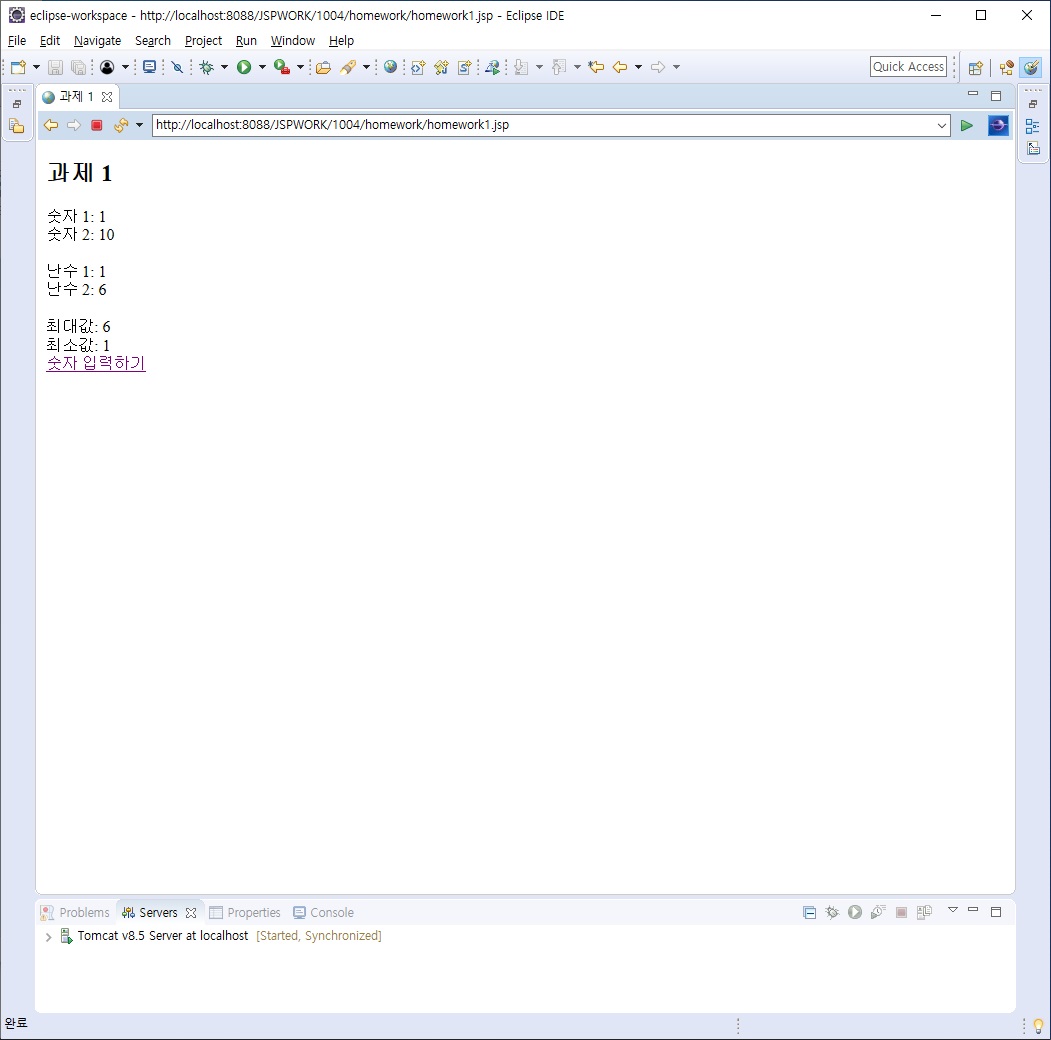 eclipse-workspace - http://localhost:8088/JSPWORK/1004/homework/homework1.jsp - Eclipse IDE
File Edit Navigate Search Project Run Window Help
Quick Access
과제 1
http://localhost:8088/JSPWORK/1004/homework/homework1.jsp
과제 1
숫자 1: 1
숫자 2: 10
난수 1: 1
난수 2: 6
최대값: 6
최소값: 1
숫자 입력하기
Problems Servers Properties Console
Tomcat v8.5 Server at localhost [Started, Synchronized]
완료